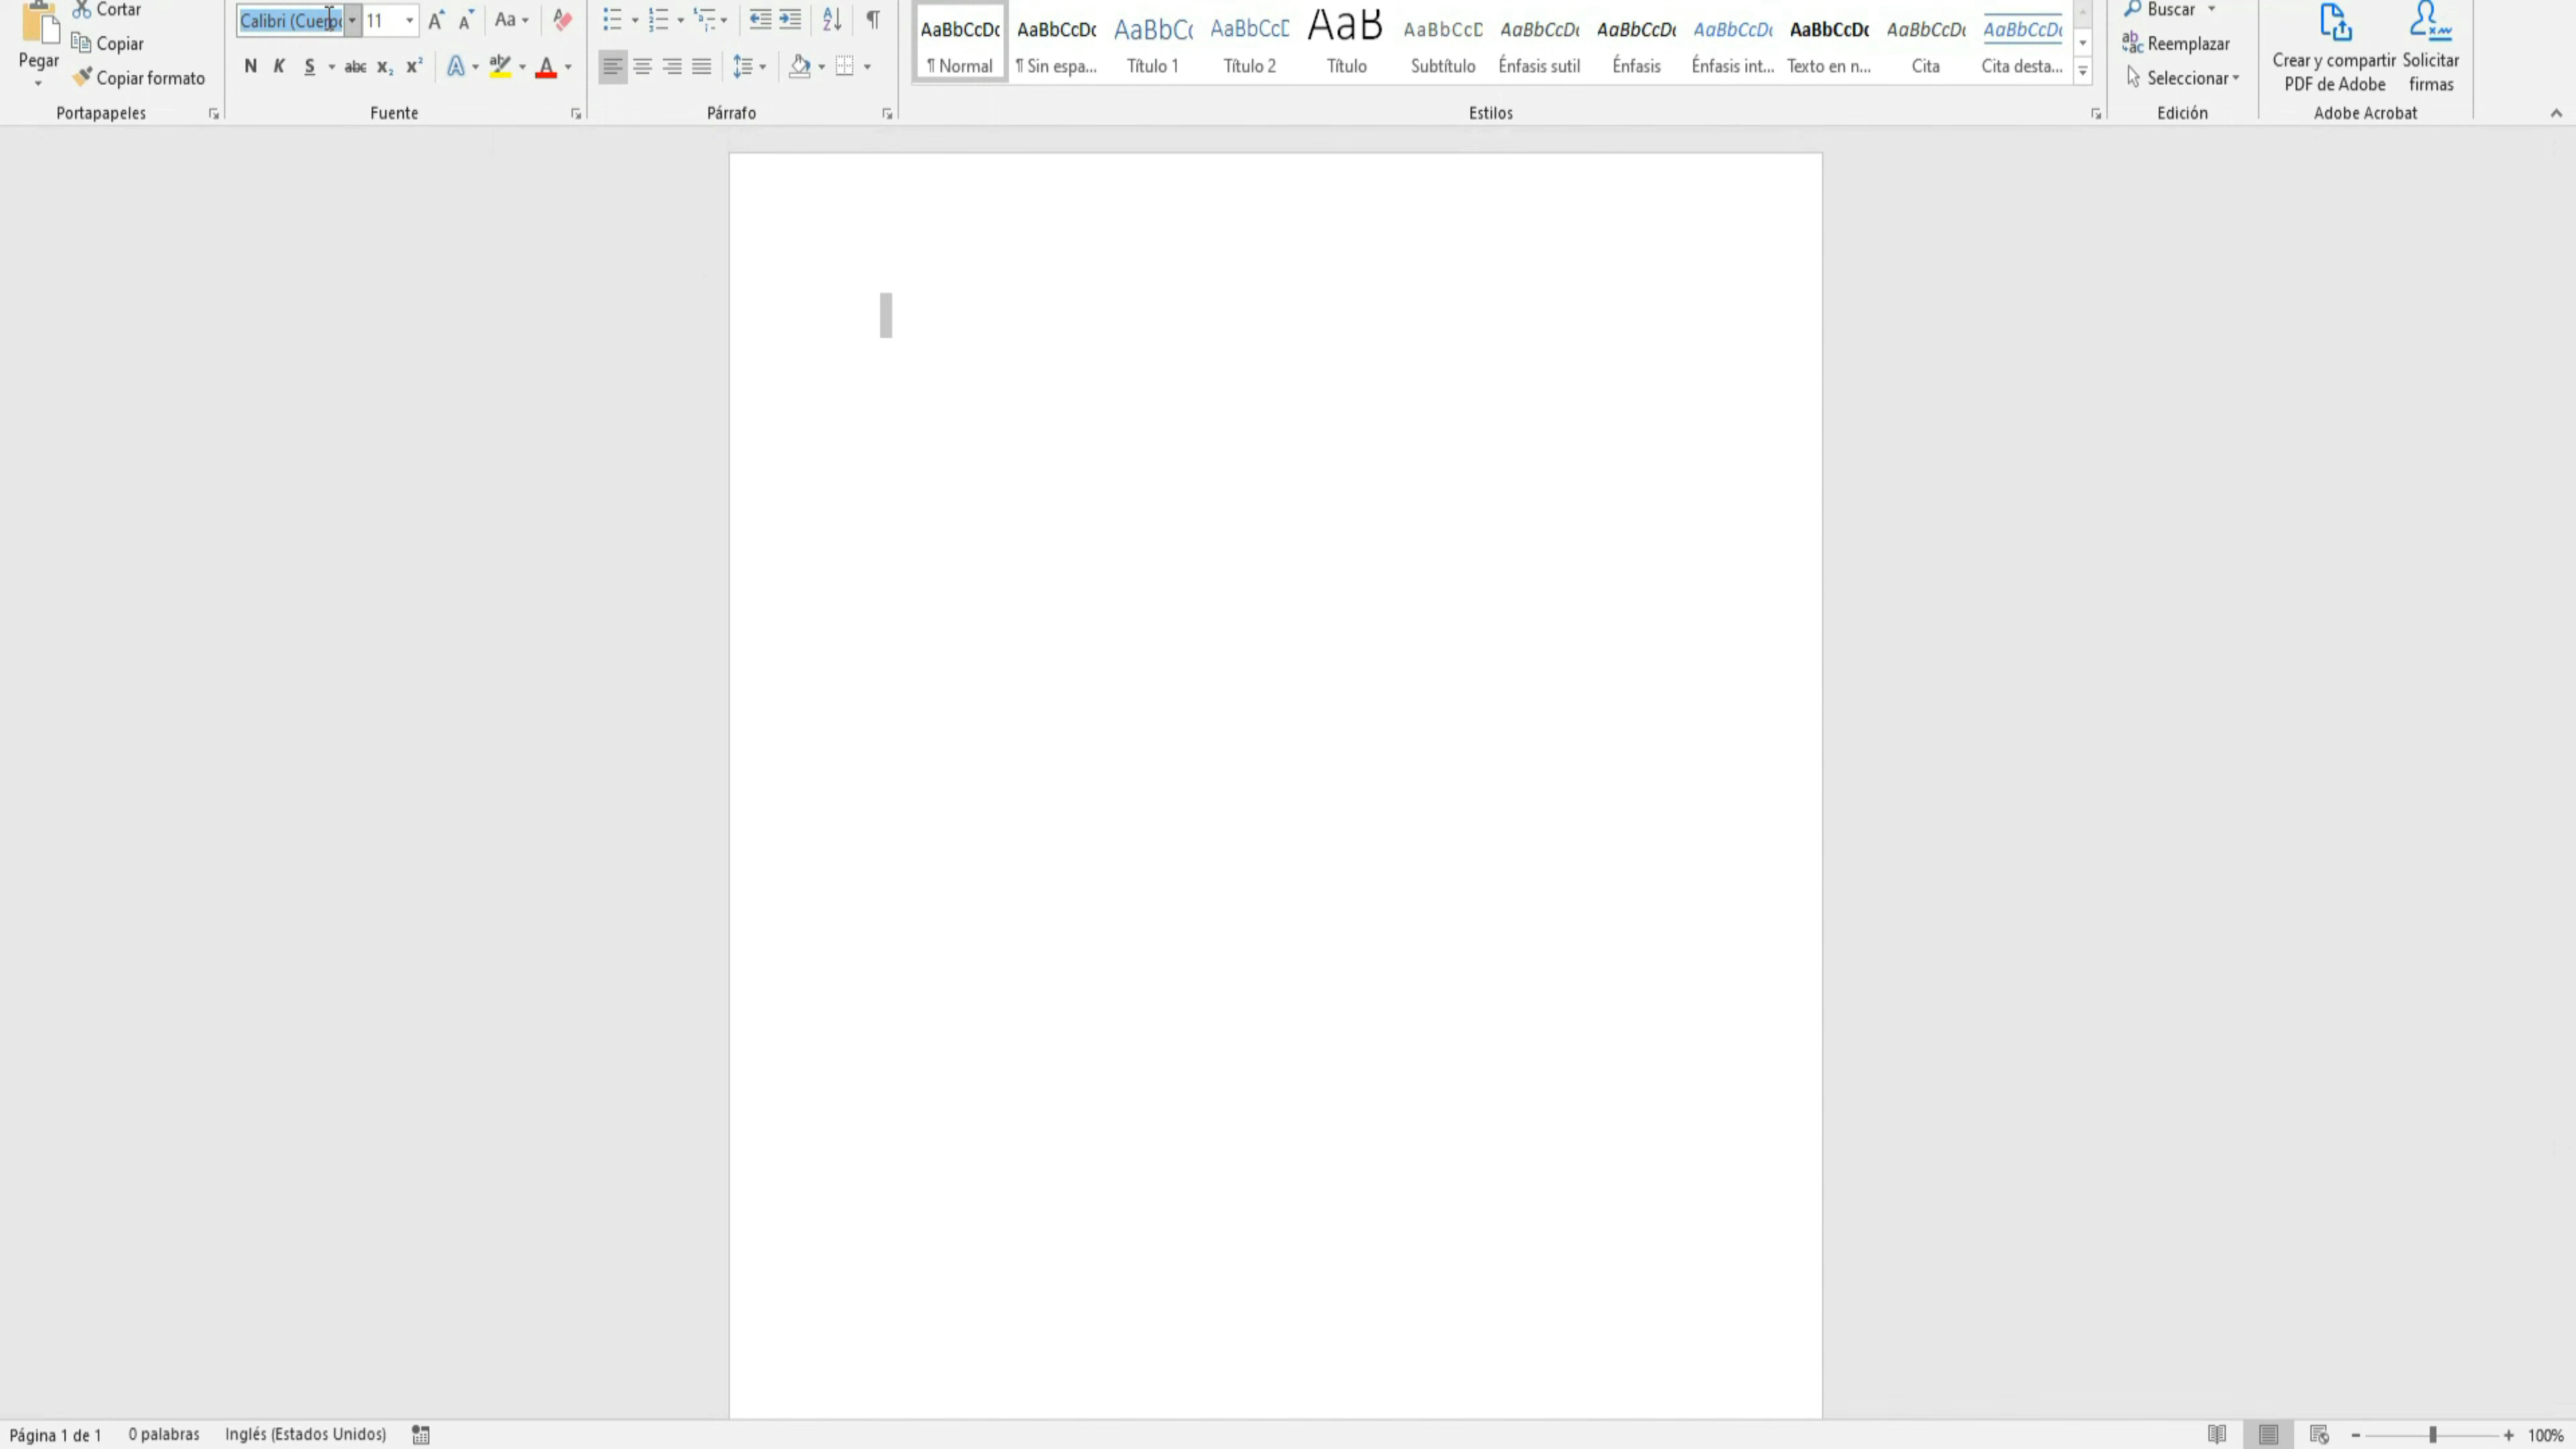 Cortar
Calibri (Cuerpo 11 Aa
AaBbCcDc AaBbCcDc AaBbCc AaBbCcD AaB AaBbCcD AaBbCcDc AaBbCcDc AaBbCcDc AaBbCcDc AaBbCcDc AaBbCcDc
Buscar
Pegar
Copiar
Reemplazar
Copiar formato
N K S abc x₂ x² A A
¶ Normal ¶ Sin espa... Título 1 Título 2 Título Subtítulo Énfasis sutil Énfasis Énfasis int... Texto en n... Cita Cita desta...
Seleccionar
Crear y compartir
PDF de Adobe
Solicitar
firmas
Portapapeles Fuente Párrafo Estilos Edición Adobe Acrobat
Página 1 de 1 0 palabras Inglés (Estados Unidos) 100%